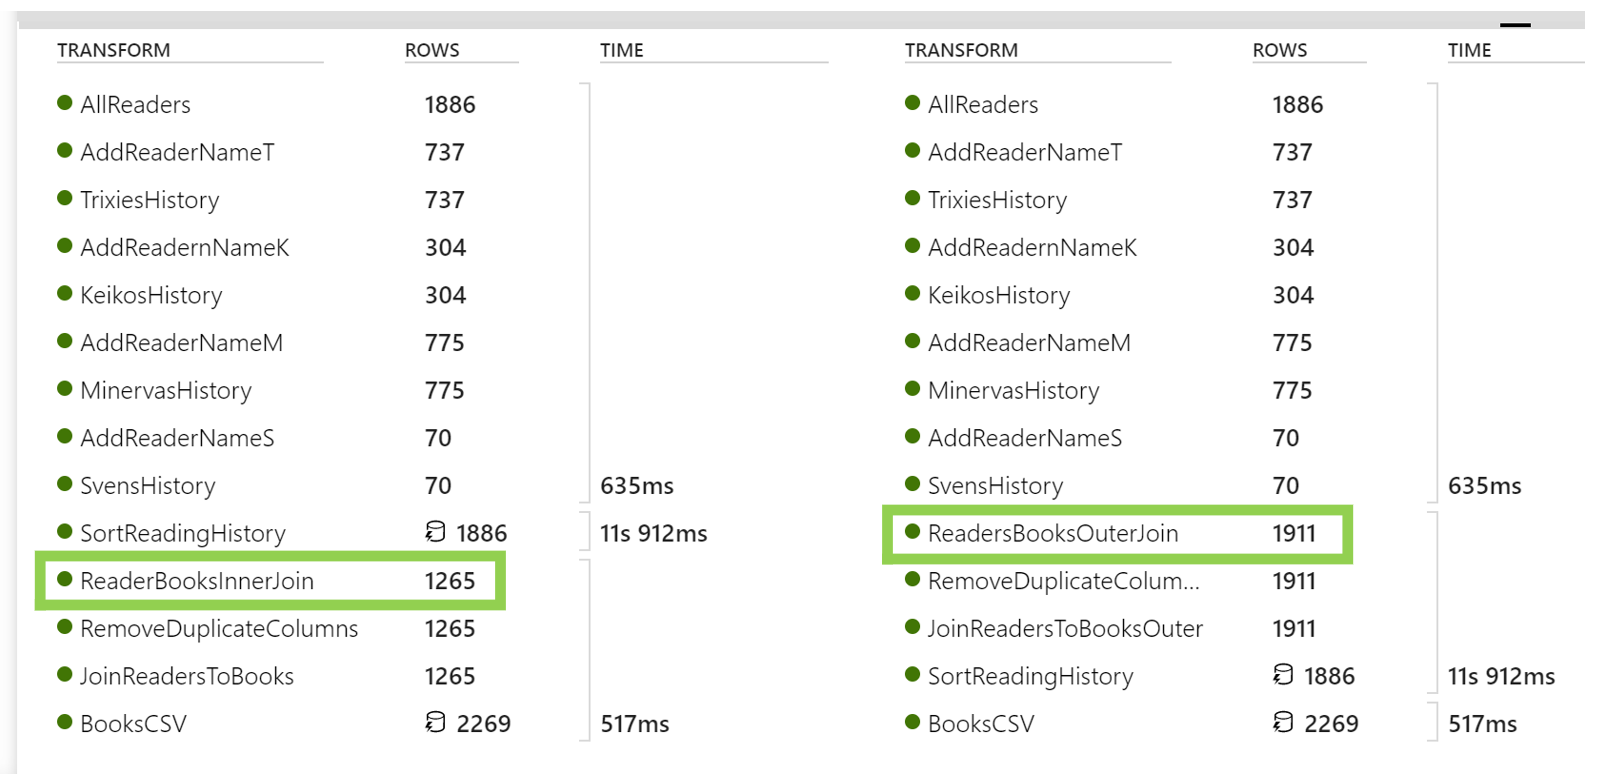 TRANSFORM ROWS TIME
AllReaders 1886
AddReaderNameT 737
TrixiesHistory 737
AddReadernNameK 304
KeikosHistory 304
AddReaderNameM 775
MinervasHistory 775
AddReaderNameS 70
SvensHistory 70 635ms
SortReadingHistory 1886 11s 912ms
ReaderBooksInnerJoin 1265
RemoveDuplicateColumns 1265
JoinReadersToBooks 1265
BooksCSV 2269 517ms
TRANSFORM ROWS TIME
AllReaders 1886
AddReaderNameT 737
TrixiesHistory 737
AddReadernNameK 304
KeikosHistory 304
AddReaderNameM 775
MinervasHistory 775
AddReaderNameS 70
SvensHistory 70 635ms
ReadersBooksOuterJoin 1911
RemoveDuplicateColum... 1911
JoinReadersToBooksOuter 1911
SortReadingHistory 1886 11s 912ms
BooksCSV 2269 517ms